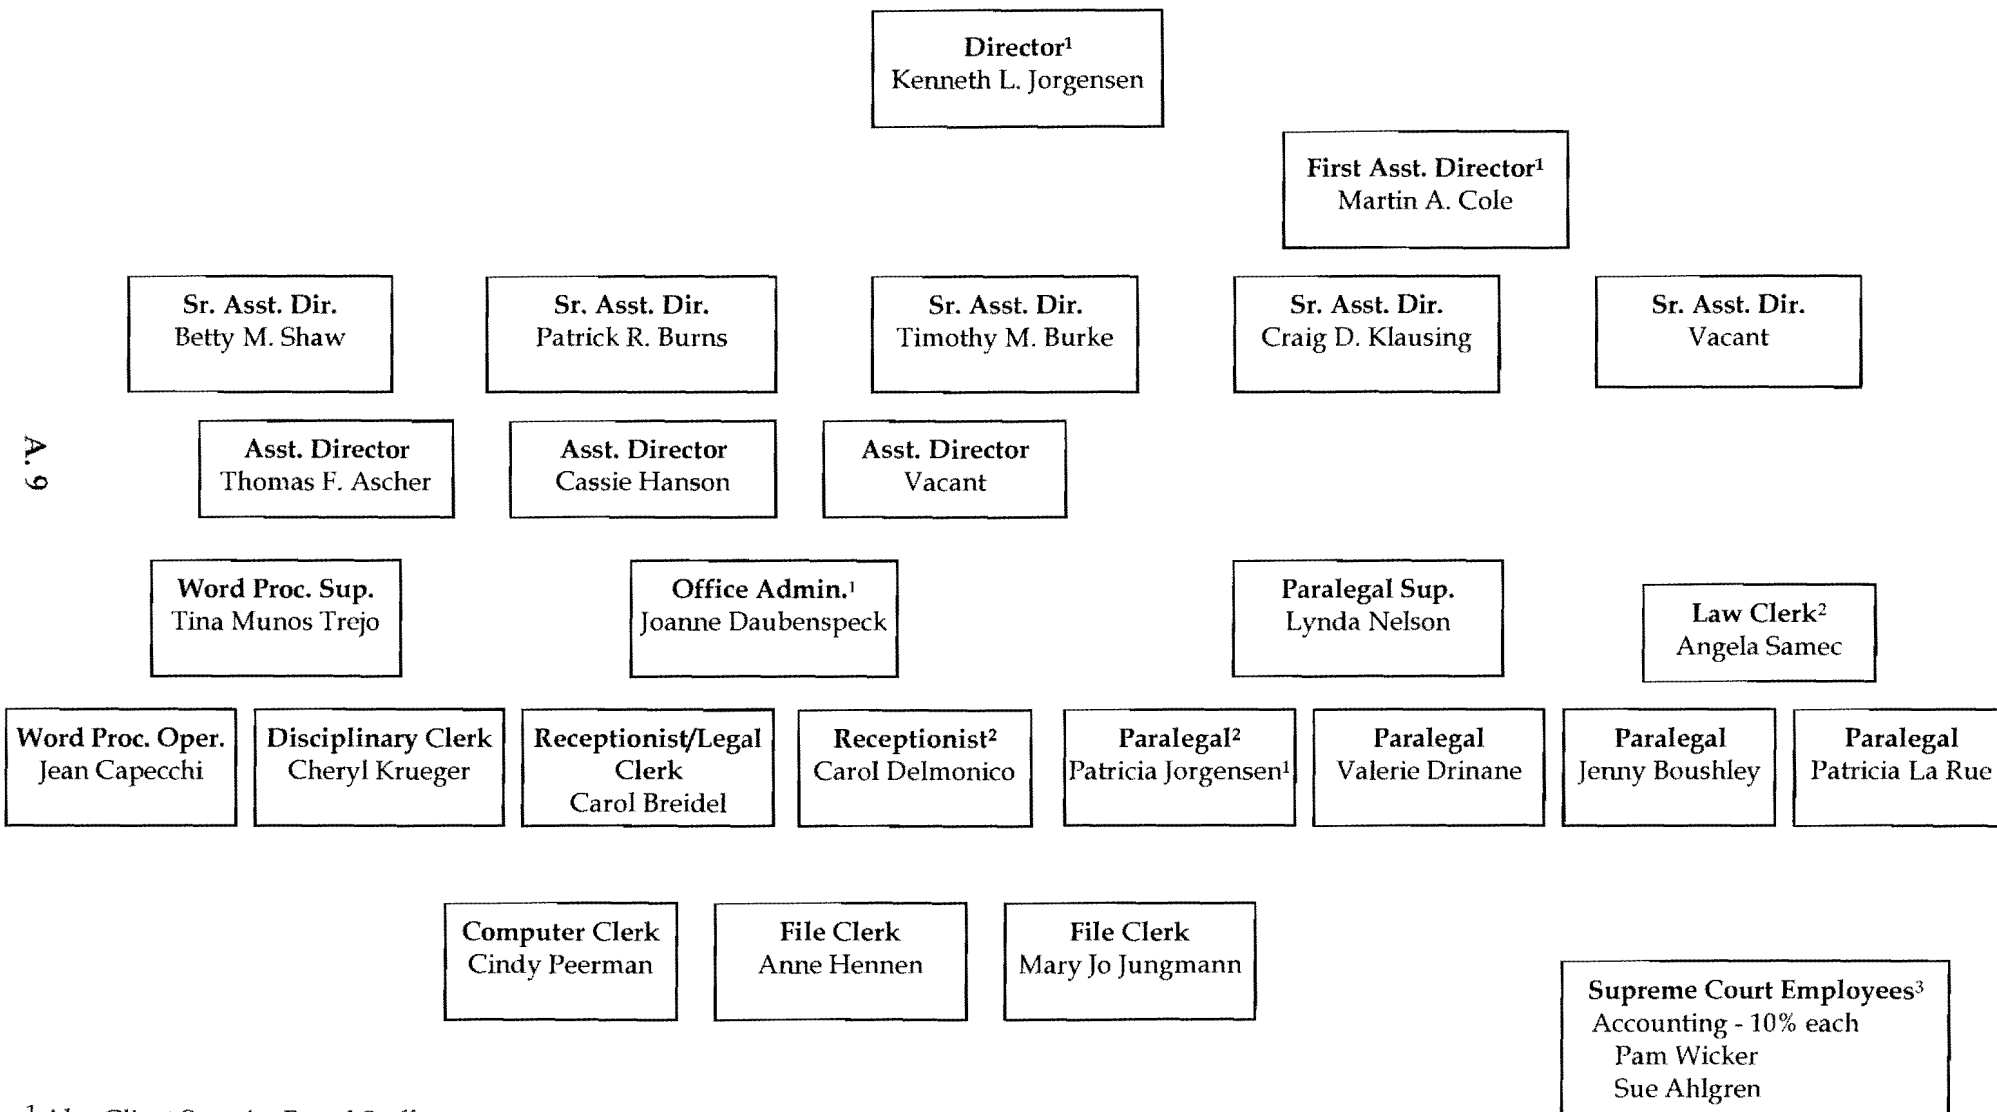 Director¹
Kenneth L. Jorgensen
First Asst. Director¹
Martin A. Cole
Sr. Asst. Dir.
Betty M. Shaw
Sr. Asst. Dir.
Patrick R. Burns
Sr. Asst. Dir.
Timothy M. Burke
Sr. Asst. Dir.
Craig D. Klausing
Sr. Asst. Dir.
Vacant
A. 9
Asst. Director
Thomas F. Ascher
Asst. Director
Cassie Hanson
Asst. Director
Vacant
Word Proc. Sup.
Tina Munos Trejo
Office Admin.¹
Joanne Daubenspeck
Paralegal Sup.
Lynda Nelson
Law Clerk²
Angela Samec
Word Proc. Oper.
Jean Capecchi
Disciplinary Clerk
Cheryl Krueger
Receptionist/Legal
Clerk
Carol Breidel
Receptionist²
Carol Delmonico
Paralegal²
Patricia Jorgensen¹
Paralegal
Valerie Drinane
Paralegal
Jenny Boushley
Paralegal
Patricia La Rue
Computer Clerk
Cindy Peerman
File Clerk
Anne Hennen
File Clerk
Mary Jo Jungmann
Supreme Court Employees³
Accounting - 10% each
Pam Wicker
Sue Ahlgren